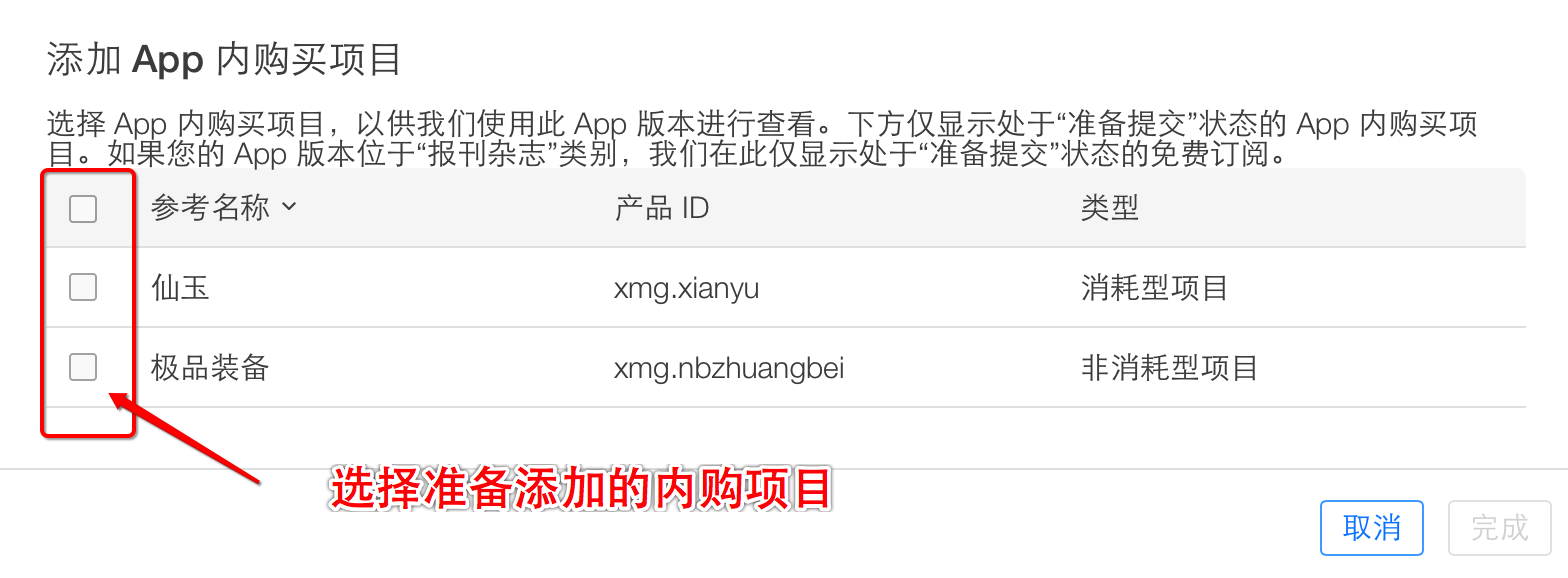 添加 App 内购买项目
选择 App 内购买项目，以供我们使用此 App 版本进行查看。下方仅显示处于“准备提交”状态的 App 内购买项
目。如果您的 App 版本位于“报刊杂志”类别，我们在此仅显示处于“准备提交”状态的免费订阅。
参考名称 产品 ID 类型
仙玉 xmg.xianyu 消耗型项目
极品装备 xmg.nbzhuangbei 非消耗型项目
选择准备添加的内购项目
取消 完成